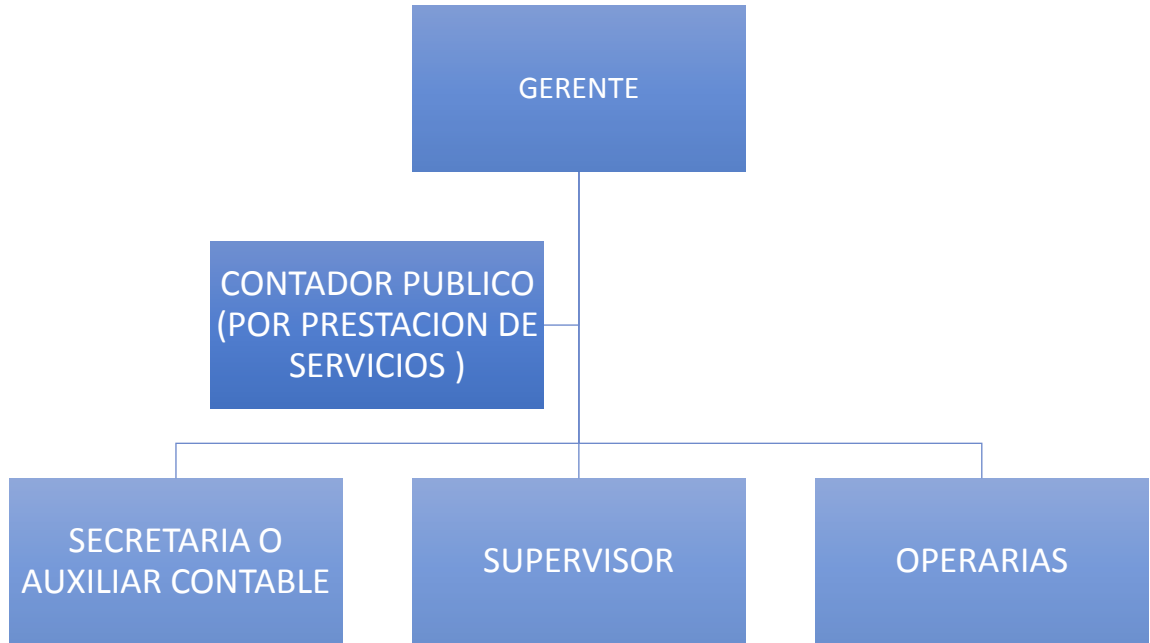 GERENTE
CONTADOR PUBLICO
(POR PRESTACION DE
SERVICIOS )
SECRETARIA O
AUXILIAR CONTABLE
SUPERVISOR
OPERARIAS